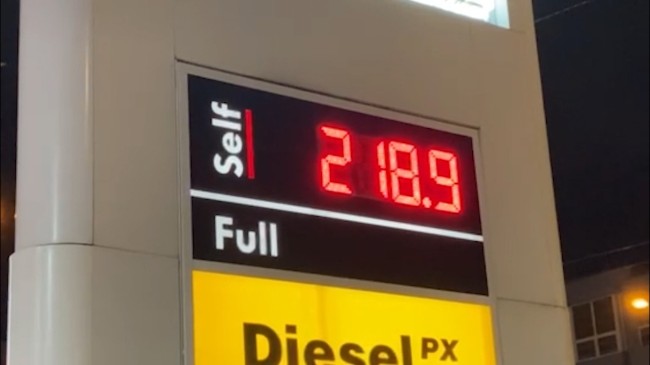 Self 218.9
Full
Diesel PX